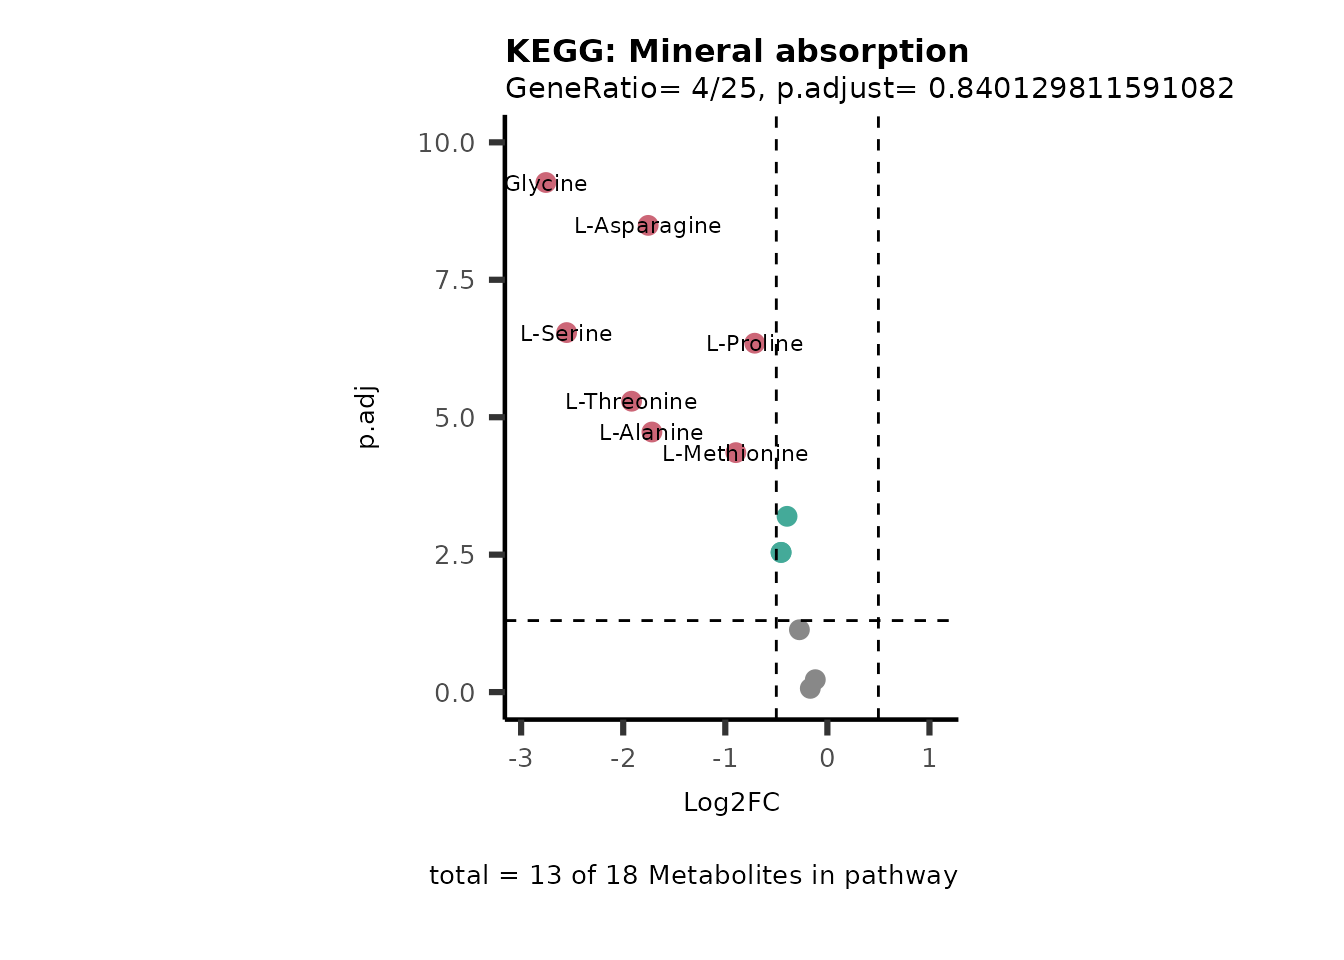 KEGG: Mineral absorption
GeneRatio= 4/25, p.adjust= 0.840129811591082
10.0
Glycine
L-Asparagine
7.5
L-Serine
L-Proline
L-Threonine
5.0
L-Alanine
L-Methionine
p.adj
2.5
0.0
-3 -2 -1 0 1
Log2FC
total = 13 of 18 Metabolites in pathway